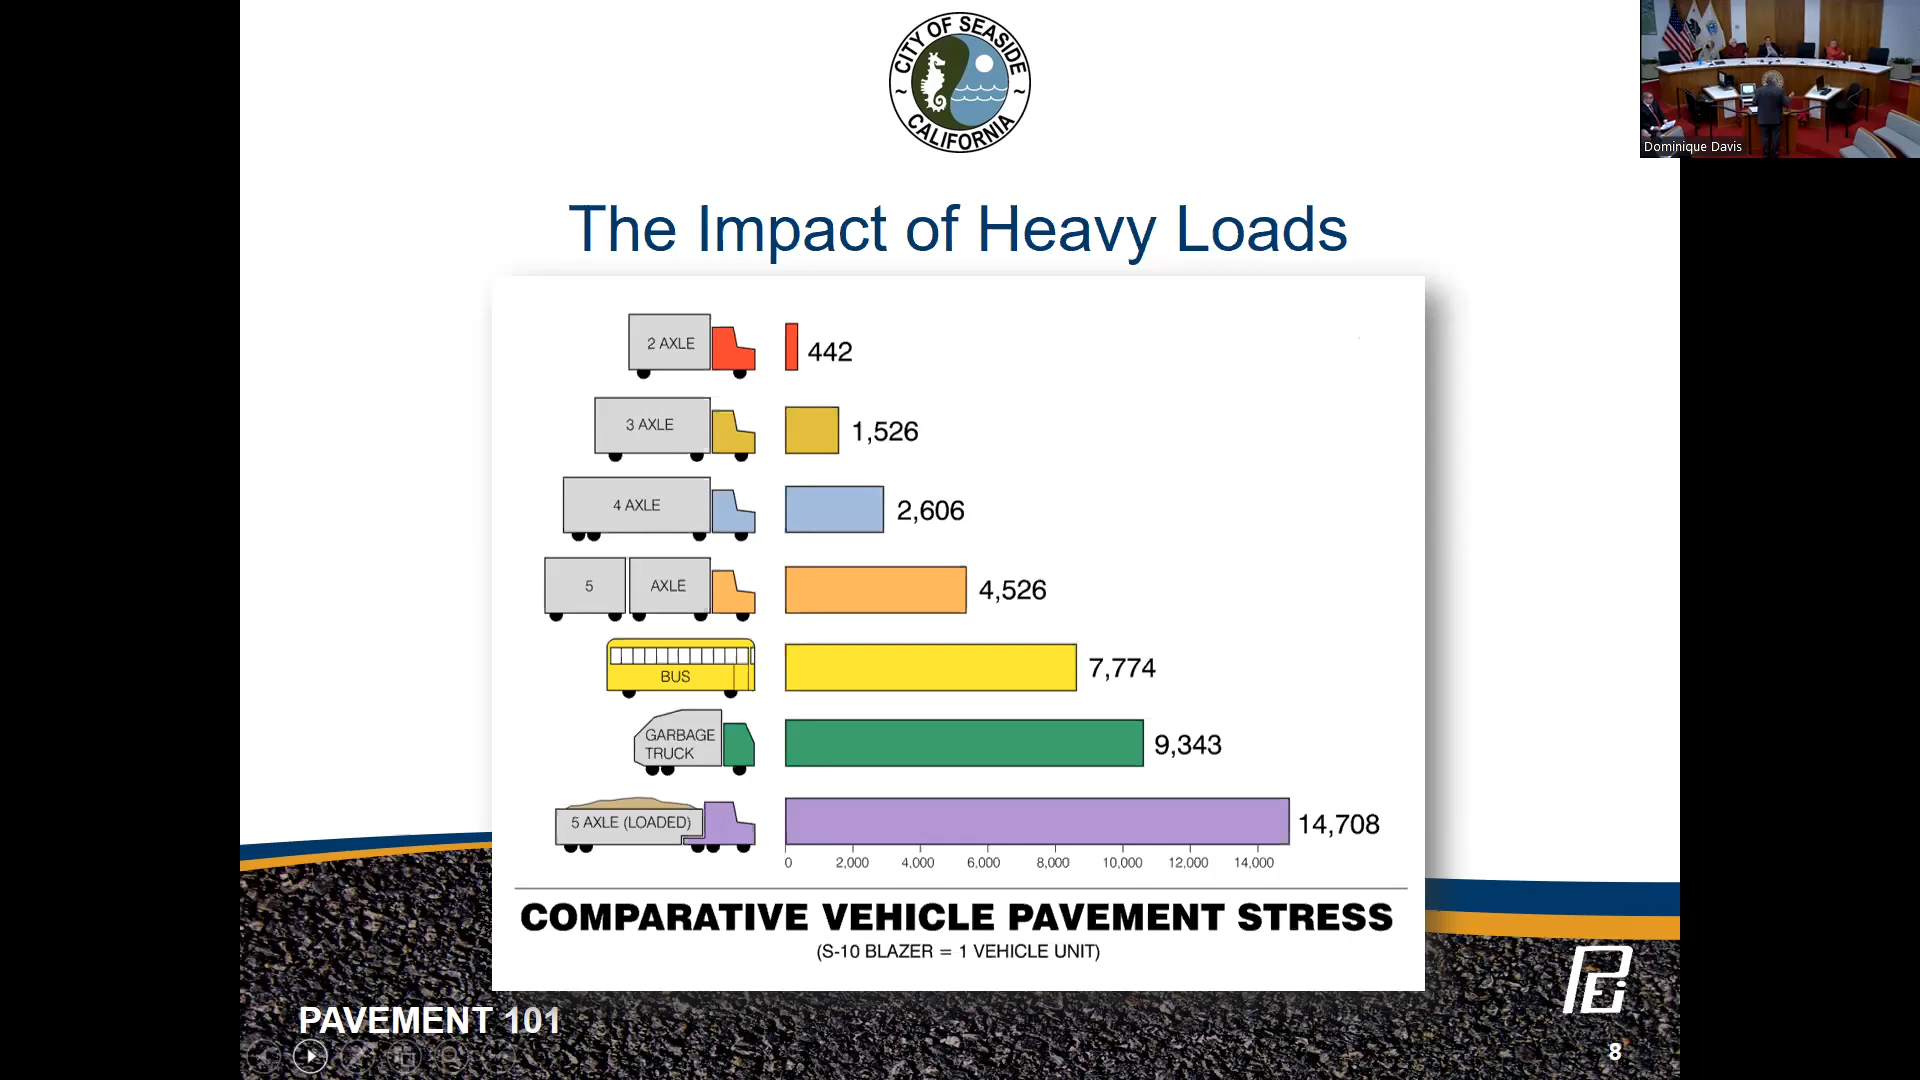 CITY OF SEASIDE
~ ~
CALIFORNIA
Dominique Davis
The Impact of Heavy Loads
2 AXLE
442
3 AXLE
1,526
4 AXLE
2,606
5 AXLE
4,526
BUS
7,774
GARBAGE
TRUCK
9,343
5 AXLE (LOADED)
14,708
0 2,000 4,000 6,000 8,000 10,000 12,000 14,000
COMPARATIVE VEHICLE PAVEMENT STRESS
(S-10 BLAZER = 1 VEHICLE UNIT)
PEi
PAVEMENT 101
8